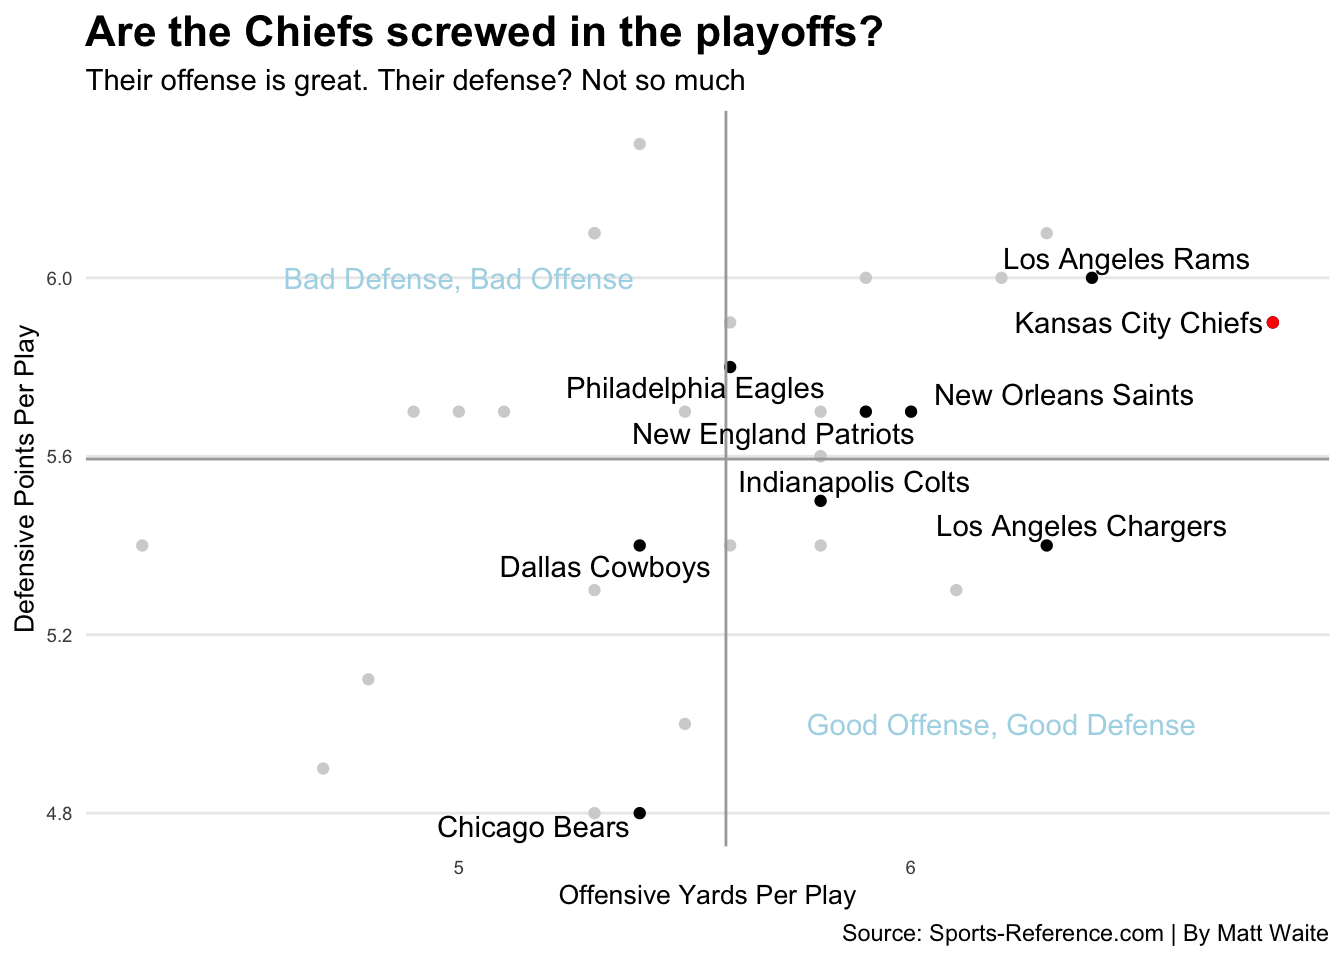 Are the Chiefs screwed in the playoffs?
Their offense is great. Their defense? Not so much
Los Angeles Rams
6.0
Bad Defense, Bad Offense
Kansas City Chiefs
Philadelphia Eagles
New Orleans Saints
New England Patriots
5.6
Defensive Points Per Play
Indianapolis Colts
Los Angeles Chargers
Dallas Cowboys
5.2
Good Offense, Good Defense
4.8
Chicago Bears
5
6
Offensive Yards Per Play
Source: Sports-Reference.com | By Matt Waite